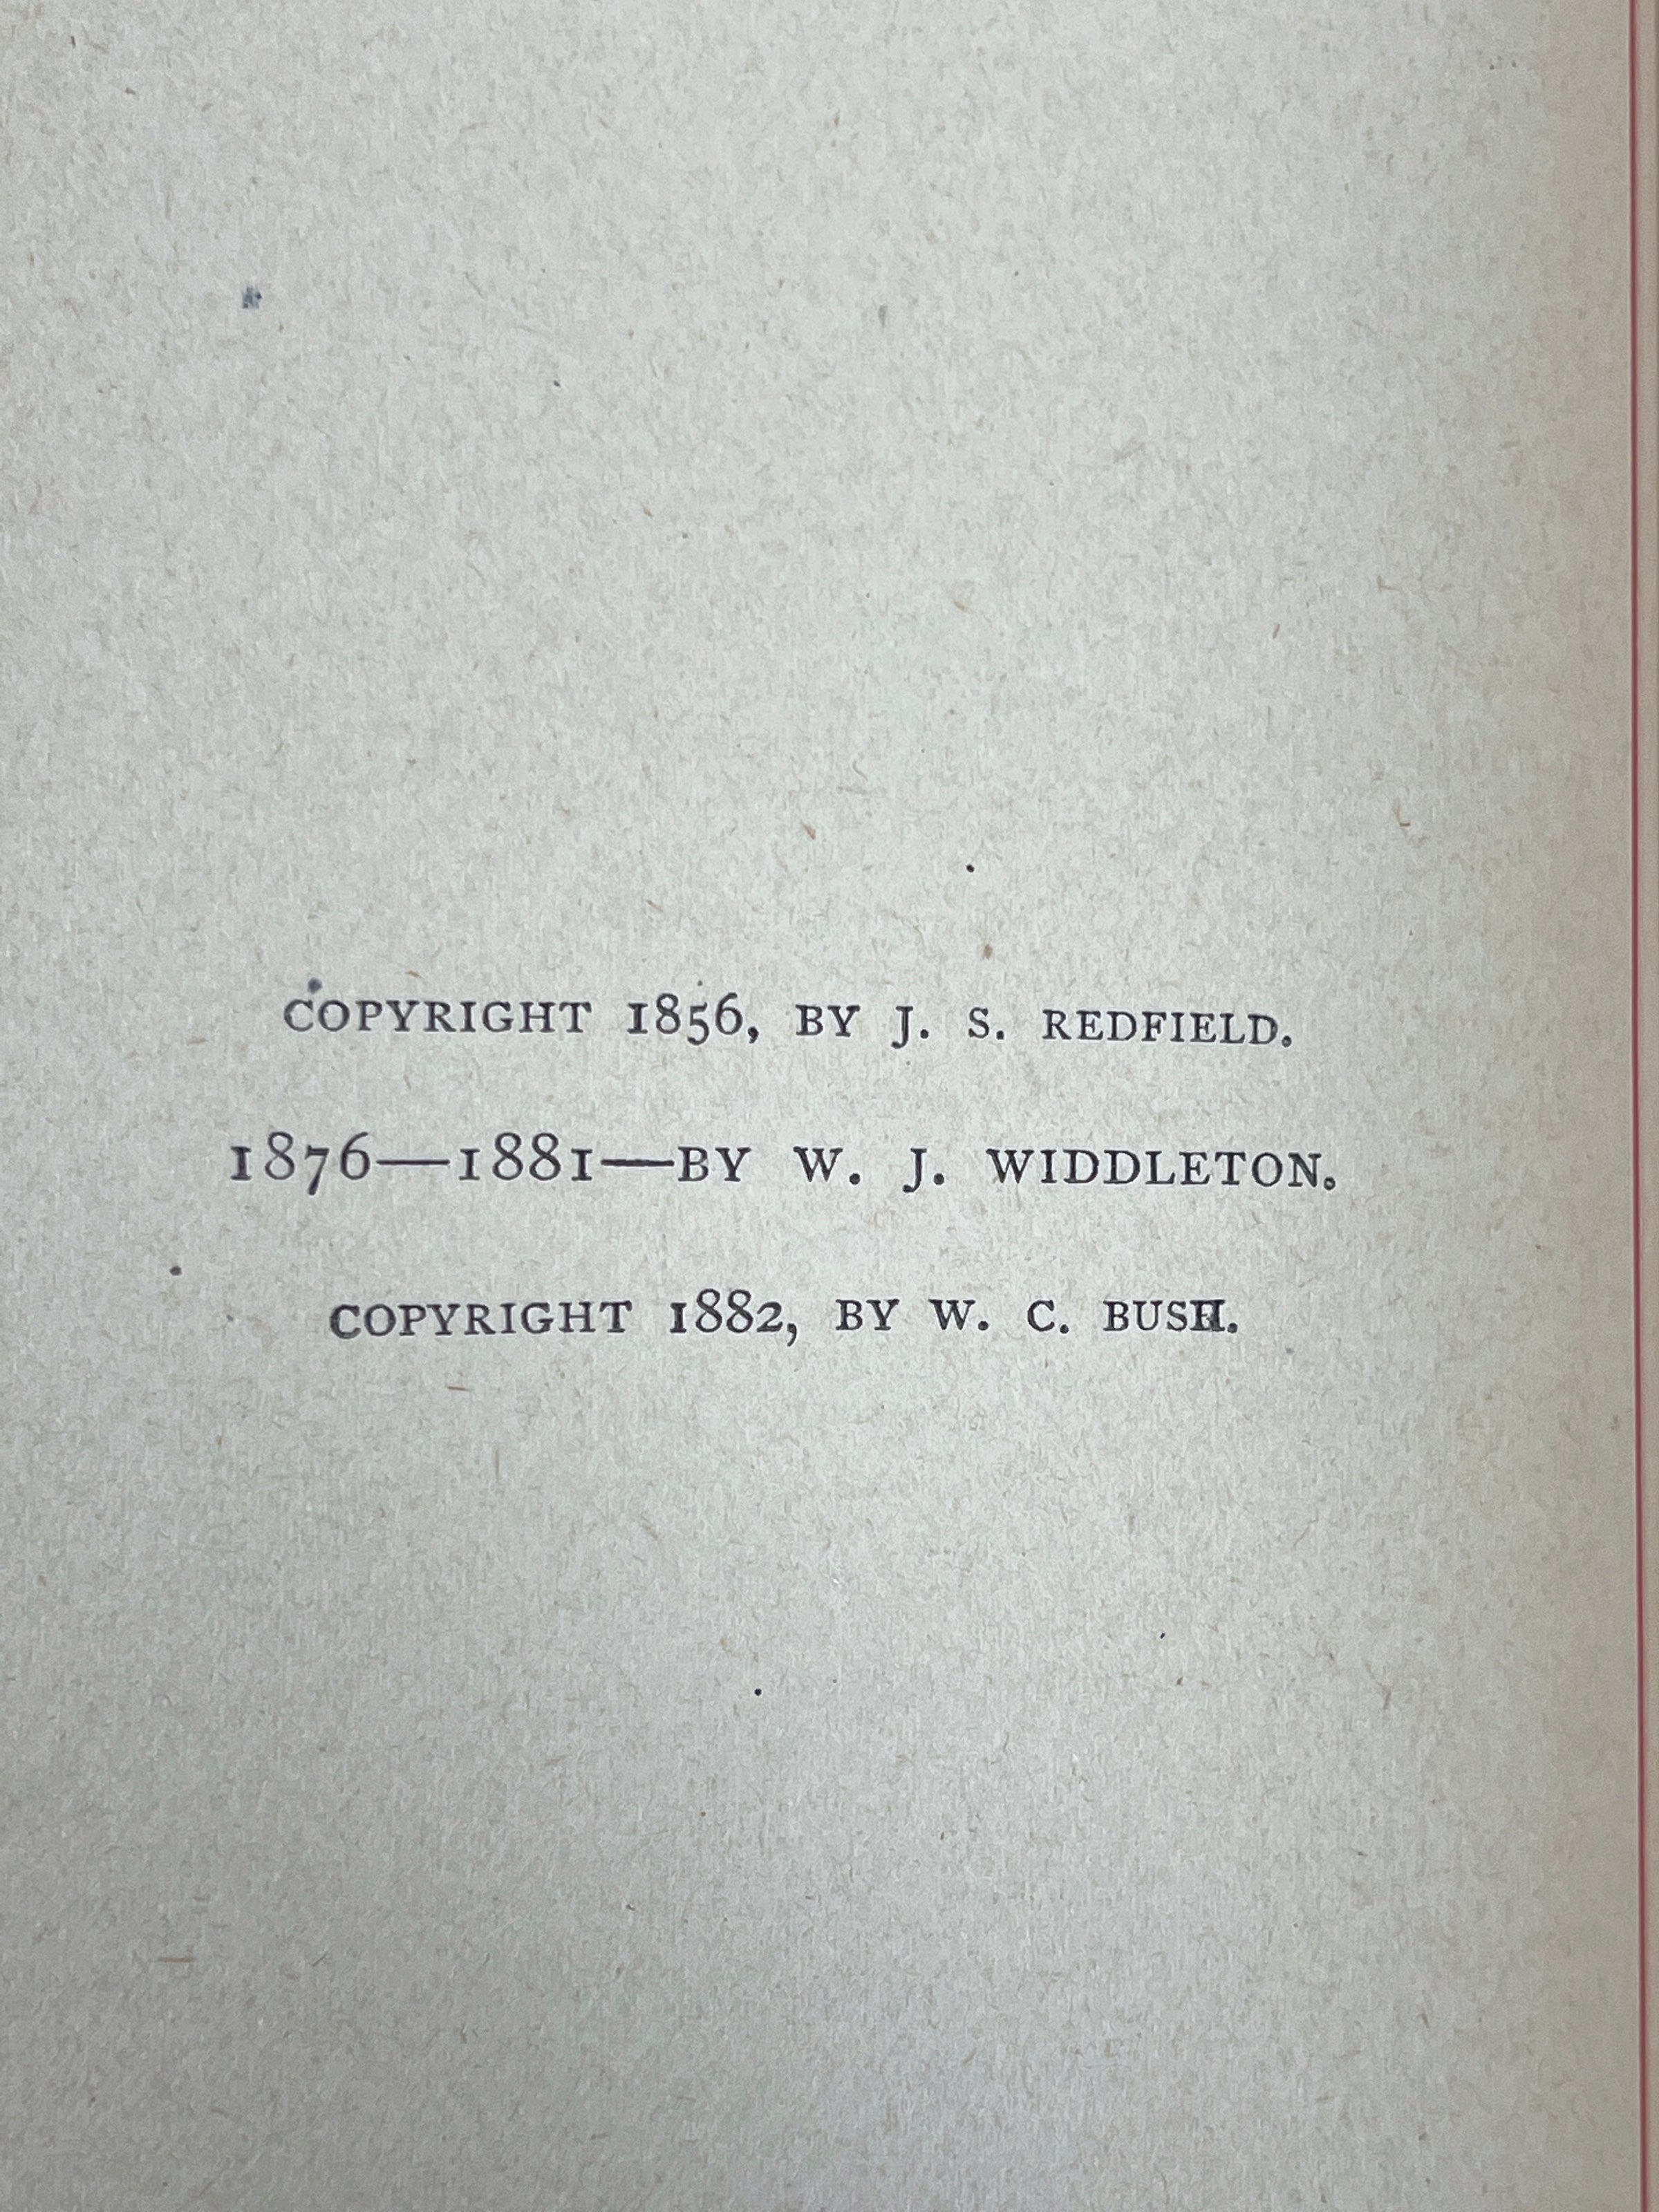 COPYRIGHT 1856, BY J. S. REDFIELD.
1876—1881—BY W. J. WIDDLETON.
COPYRIGHT 1882, BY W. C. BUSH.